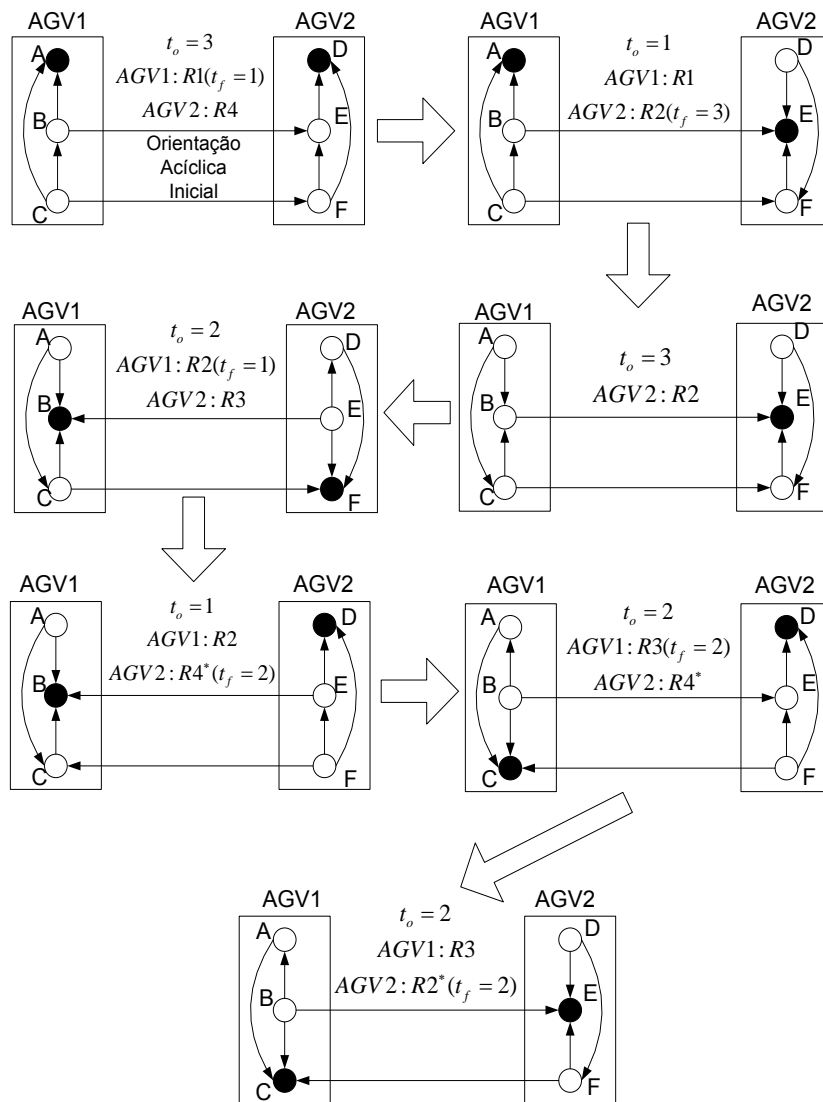 AGV1
AGV2
A
D
t_o = 3
AGV1: R1(t_f = 1)
AGV2: R4
B
E
Orientação
Acíclica
Inicial
C
F
AGV1
AGV2
A
D
t_o = 1
AGV1: R1
AGV2: R2(t_f = 3)
B
E
C
F
AGV1
AGV2
A
D
t_o = 2
AGV1: R2(t_f = 1)
AGV2: R3
B
E
C
F
AGV1
AGV2
A
D
t_o = 3
AGV2: R2
B
E
C
F
AGV1
AGV2
A
D
t_o = 1
AGV1: R2
AGV2: R4*(t_f = 2)
B
E
C
F
AGV1
AGV2
A
D
t_o = 2
AGV1: R3(t_f = 2)
AGV2: R4*
B
E
C
F
AGV1
AGV2
A
D
t_o = 2
AGV1: R3
AGV2: R2*(t_f = 2)
B
E
C
F